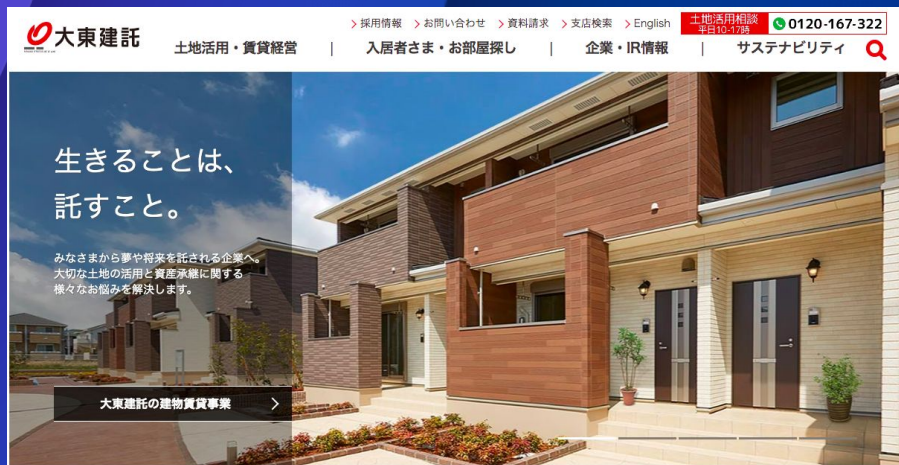 大東建託
採用情報
お問い合わせ
資料請求
支店検索
English
土地活用相談
平日10-17時
0120-167-322
土地活用・賃貸経営
入居者さま・お部屋探し
企業・IR情報
サステナビリティ
生きることは、
託すこと。
みなさまから夢や将来を託される企業へ。
大切な土地の活用と資産承継に関する
様々なお悩みを解決します。
大東建託の建物賃貸事業